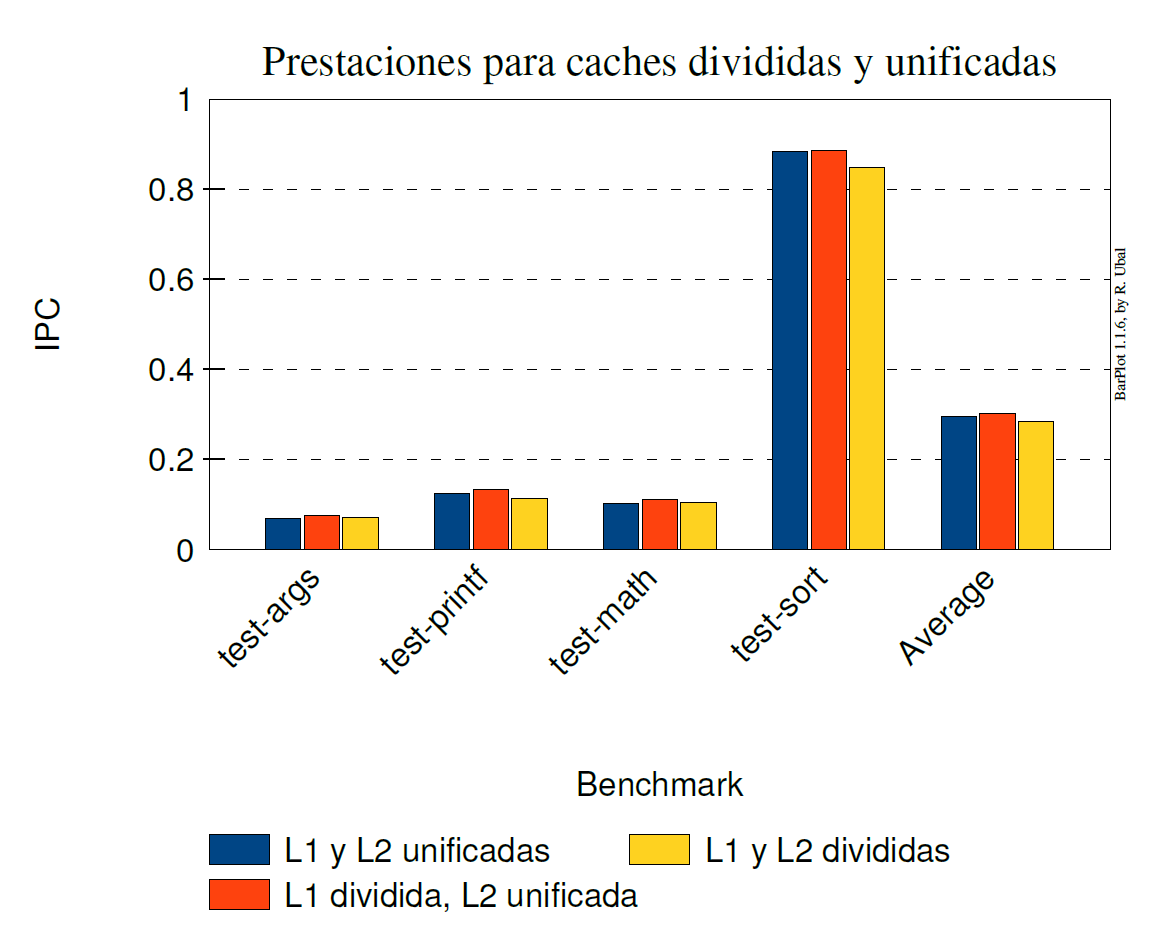 Prestaciones para caches divididas y unificadas
1
0.8
0.6
0.4
0.2
0
IPC
BarPlot 1.1.6, by R. Ubal
test-args
test-printf
test-math
test-sort
Average
Benchmark
L1 y L2 unificadas
L1 y L2 divididas
L1 dividida, L2 unificada